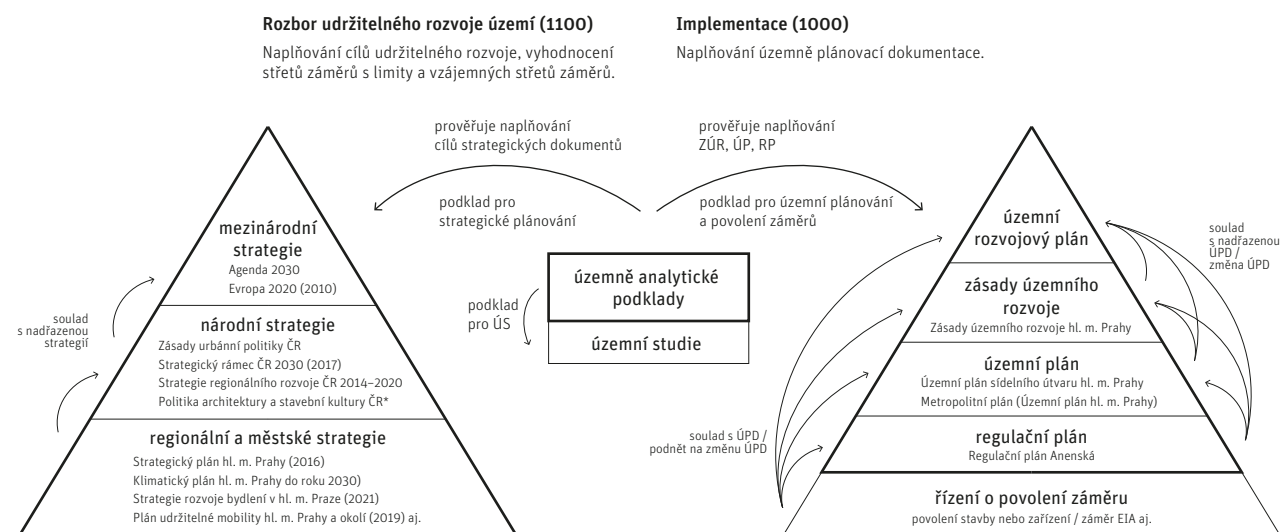 Rozbor udržitelného rozvoje území (1100)
Naplňování cílů udržitelného rozvoje, vyhodnocení
střetů záměrů s limity a vzájemných střetů záměrů.
Implementace (1000)
Naplňování územně plánovací dokumentace.
prověřuje naplňování
cílů strategických dokumentů
prověřuje naplňování
ZÚR, ÚP, RP
podklad pro
strategické plánování
podklad pro územní plánování
a povolení záměrů
mezinárodní
strategie
Agenda 2030
Evropa 2020 (2010)
soulad
s nadřazenou
strategií
národní strategie
Zásady urbánní politiky ČR
Strategický rámec ČR 2030 (2017)
Strategie regionálního rozvoje ČR 2014–2020
Politika architektury a stavební kultury ČR*
regionální a městské strategie
Strategický plán hl. m. Prahy (2016)
Klimatický plán hl. m. Prahy do roku 2030)
Strategie rozvoje bydlení v hl. m. Praze (2021)
Plán udržitelné mobility hl. m. Prahy a okolí (2019) aj.
územně analytické
podklady
podklad
pro ÚS
územní studie
územní
rozvojový plán
soulad
s nadřazenou
ÚPD /
změna ÚPD
zásady územního
rozvoje
Zásady územního rozvoje hl. m. Prahy
územní plán
Územní plán sídelního útvaru hl. m. Prahy
Metropolitní plán (Územní plán hl. m. Prahy)
soulad s ÚPD /
podnět na změnu ÚPD
regulační plán
Regulační plán Anenská
řízení o povolení záměru
povolení stavby nebo zařízení / záměr EIA aj.